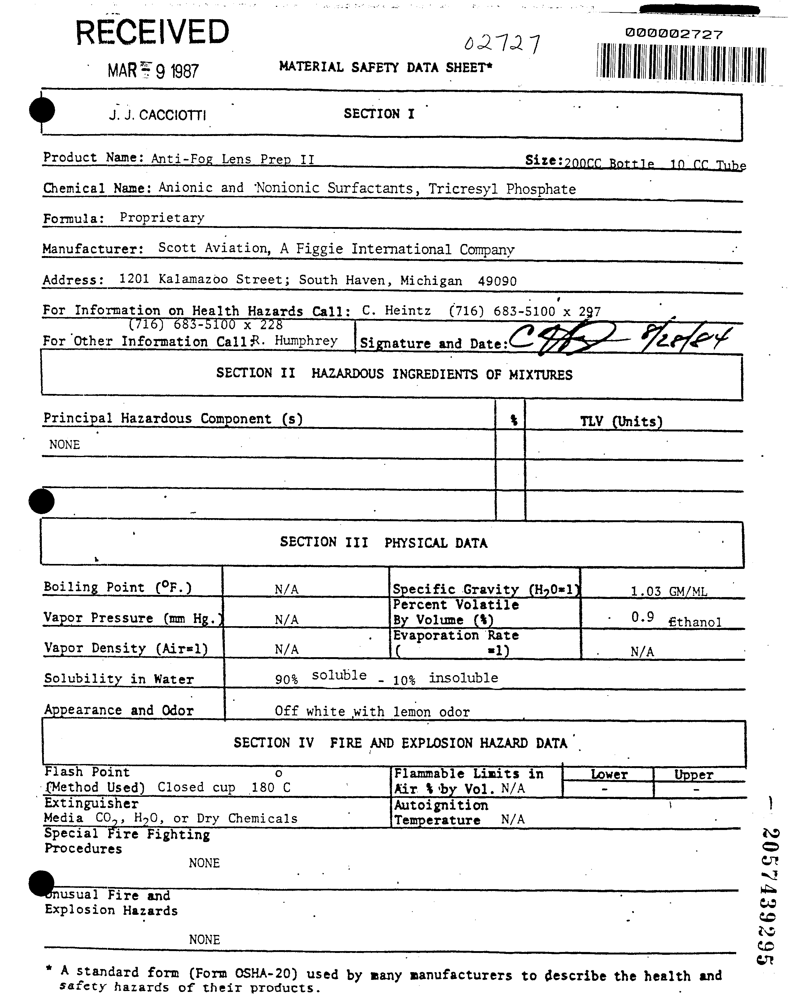 RECEIVED
02727
000002727
MAR 9 1987
MATERIAL SAFETY DATA SHEET*
J. J. CACCIOTTI
SECTION I
Product Name: Anti-Fog Lens Prep II Size: 200CC Bottle 10 CC Tube
Chemical Name: Anionic and Nonionic Surfactants, Tricresyl Phosphate
Formula: Proprietary
Manufacturer: Scott Aviation, A Figgie International Company
Address: 1201 Kalamazoo Street; South Haven, Michigan 49090
For Information on Health Hazards Call: C. Heintz (716) 683-5100 x 297
(716) 683-5100 x 228
For Other Information Call: R. Humphrey Signature and Date: 8/28/84
SECTION II HAZARDOUS INGREDIENTS OF MIXTURES
Principal Hazardous Component (s) % TLV (Units)
NONE
SECTION III PHYSICAL DATA
Boiling Point (°F.) N/A Specific Gravity (H2O=1) 1.03 GM/ML
Percent Volatile
Vapor Pressure (mm Hg.) N/A By Volume (%) 0.9 Ethanol
Evaporation Rate
Vapor Density (Air=1) N/A ( =1) N/A
Solubility in Water 90% soluble - 10% insoluble
Appearance and Odor Off white with lemon odor
SECTION IV FIRE AND EXPLOSION HAZARD DATA
Flash Point Flammable Limits in Lower Upper
(Method Used) Closed cup 180 °C Air % by Vol. N/A - -
Extinguisher Autoignition
Media CO2, H2O, or Dry Chemicals Temperature N/A
Special Fire Fighting
Procedures
NONE
Unusual Fire and
Explosion Hazards
NONE
* A standard form (Form OSHA-20) used by many manufacturers to describe the health and
safety hazards of their products.
2057439295